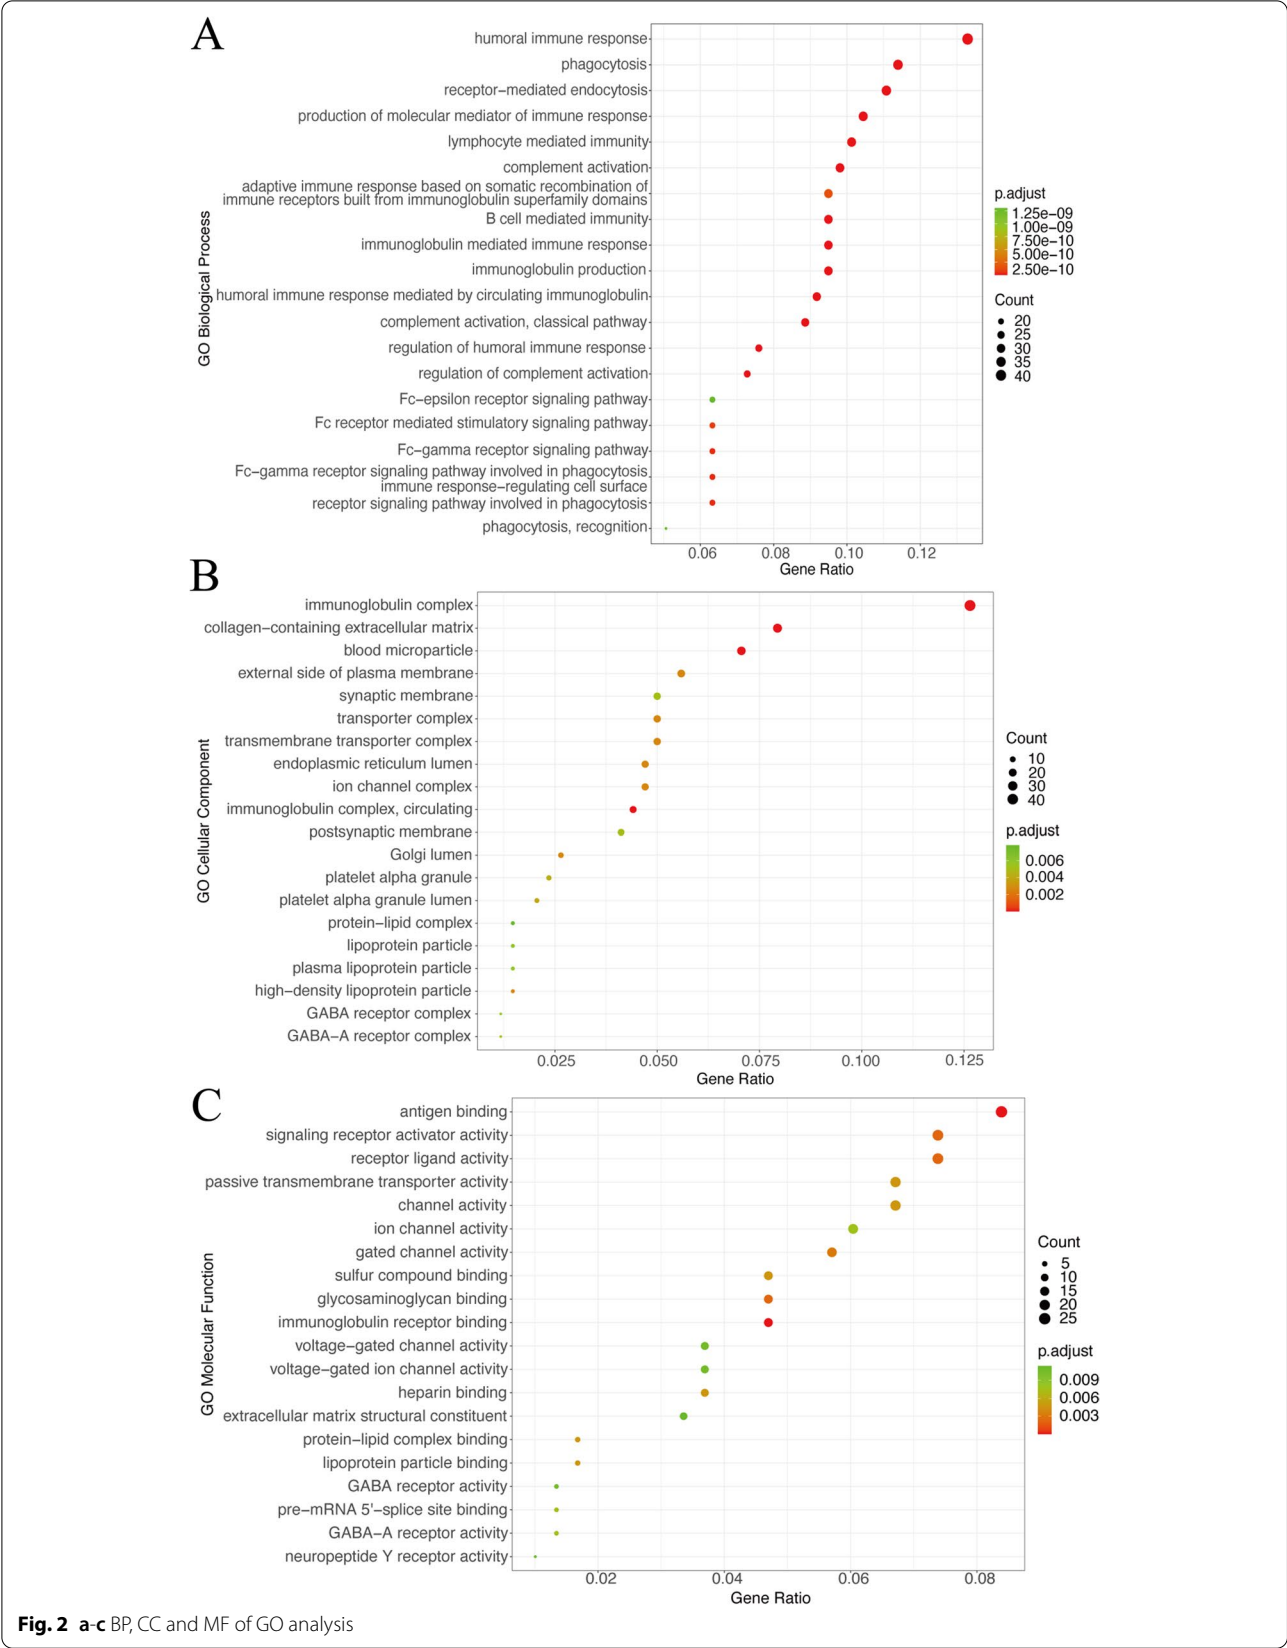 A
humoral immune response
phagocytosis
receptor−mediated endocytosis
production of molecular mediator of immune response
lymphocyte mediated immunity
complement activation
adaptive immune response based on somatic recombination of
immune receptors built from immunoglobulin superfamily domains
B cell mediated immunity
immunoglobulin mediated immune response
immunoglobulin production
humoral immune response mediated by circulating immunoglobulin
complement activation, classical pathway
regulation of humoral immune response
regulation of complement activation
Fc−epsilon receptor signaling pathway
Fc receptor mediated stimulatory signaling pathway
Fc−gamma receptor signaling pathway
Fc−gamma receptor signaling pathway involved in phagocytosis
immune response−regulating cell surface
receptor signaling pathway involved in phagocytosis
phagocytosis, recognition
GO Biological Process
0.06 0.08 0.10 0.12
Gene Ratio
p.adjust
1.25e−09
1.00e−09
7.50e−10
5.00e−10
2.50e−10
Count
20
25
30
35
40
B
immunoglobulin complex
collagen−containing extracellular matrix
blood microparticle
external side of plasma membrane
synaptic membrane
transporter complex
transmembrane transporter complex
endoplasmic reticulum lumen
ion channel complex
immunoglobulin complex, circulating
postsynaptic membrane
Golgi lumen
platelet alpha granule
platelet alpha granule lumen
protein−lipid complex
lipoprotein particle
plasma lipoprotein particle
high−density lipoprotein particle
GABA receptor complex
GABA−A receptor complex
GO Cellular Component
0.025 0.050 0.075 0.100 0.125
Gene Ratio
Count
10
20
30
40
p.adjust
0.006
0.004
0.002
C
antigen binding
signaling receptor activator activity
receptor ligand activity
passive transmembrane transporter activity
channel activity
ion channel activity
gated channel activity
sulfur compound binding
glycosaminoglycan binding
immunoglobulin receptor binding
voltage−gated channel activity
voltage−gated ion channel activity
heparin binding
extracellular matrix structural constituent
protein−lipid complex binding
lipoprotein particle binding
GABA receptor activity
pre−mRNA 5'−splice site binding
GABA−A receptor activity
neuropeptide Y receptor activity
GO Molecular Function
0.02 0.04 0.06 0.08
Gene Ratio
Count
5
10
15
20
25
p.adjust
0.009
0.006
0.003
Fig. 2 a-c BP, CC and MF of GO analysis